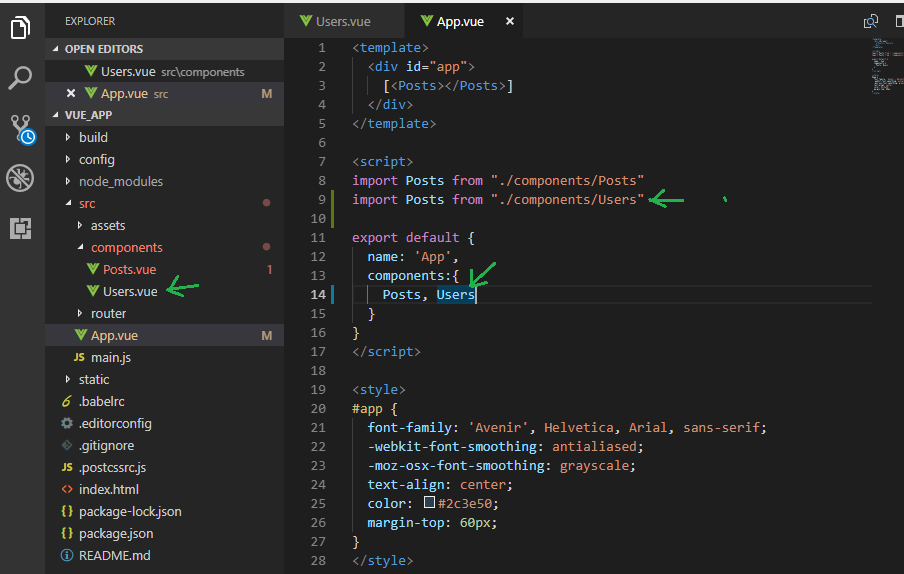 EXPLORER
OPEN EDITORS
Users.vue src\components
App.vue src M
VUE_APP
build
config
node_modules
src
assets
components
Posts.vue 1
Users.vue
router
App.vue M
JS main.js
static
.babelrc
.editorconfig
.gitignore
JS .postcssrc.js
index.html
package-lock.json
package.json
README.md
Users.vue App.vue
1 <template>
2 <div id="app">
3 [<Posts></Posts>]
4 </div>
5 </template>
6
7 <script>
8 import Posts from "./components/Posts"
9 import Posts from "./components/Users"
10
11 export default {
12 name: 'App',
13 components:{
14 Posts, Users
15 }
16 }
17 </script>
18
19 <style>
20 #app {
21 font-family: 'Avenir', Helvetica, Arial, sans-serif;
22 -webkit-font-smoothing: antialiased;
23 -moz-osx-font-smoothing: grayscale;
24 text-align: center;
25 color: #2c3e50;
26 margin-top: 60px;
27 }
28 </style>